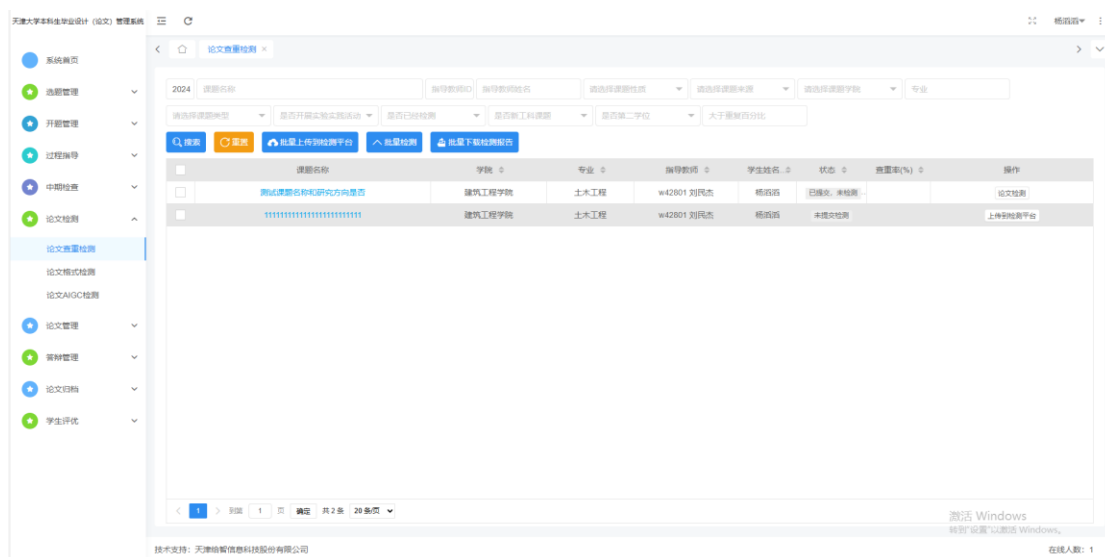 天津大学本科生毕业设计（论文）管理系统
杨滔滔
论文查重检测 ×
系统首页
选题管理
开题管理
过程指导
中期检查
论文检测
论文查重检测
论文格式检测
论文AIGC检测
论文管理
答辩管理
论文归档
学生评优
2024 课题名称 指导教师ID 指导教师姓名 请选择课题性质 请选择课题来源 请选择课题学院 专业
请选择课题类型 是否开展实验实践活动 是否已经检测 是否新工科课题 是否第二学位 大于重复百分比
搜索 重置 批量上传到检测平台 批量检测 批量下载检测报告
课题名称 学院 专业 指导教师 学生姓名 状态 查重率(%) 操作
测试课题名称和研究方向是否 建筑工程学院 土木工程 w42801 刘民杰 杨滔滔 已提交、未检测 论文检测
11111111111111111111111111 建筑工程学院 土木工程 w42801 刘民杰 杨滔滔 未提交检测 上传到检测平台
1 到第 1 页 确定 共 2 条 20 条/页
激活 Windows
转到"设置"以激活 Windows。
技术支持：天津恰智信息科技股份有限公司
在线人数：1